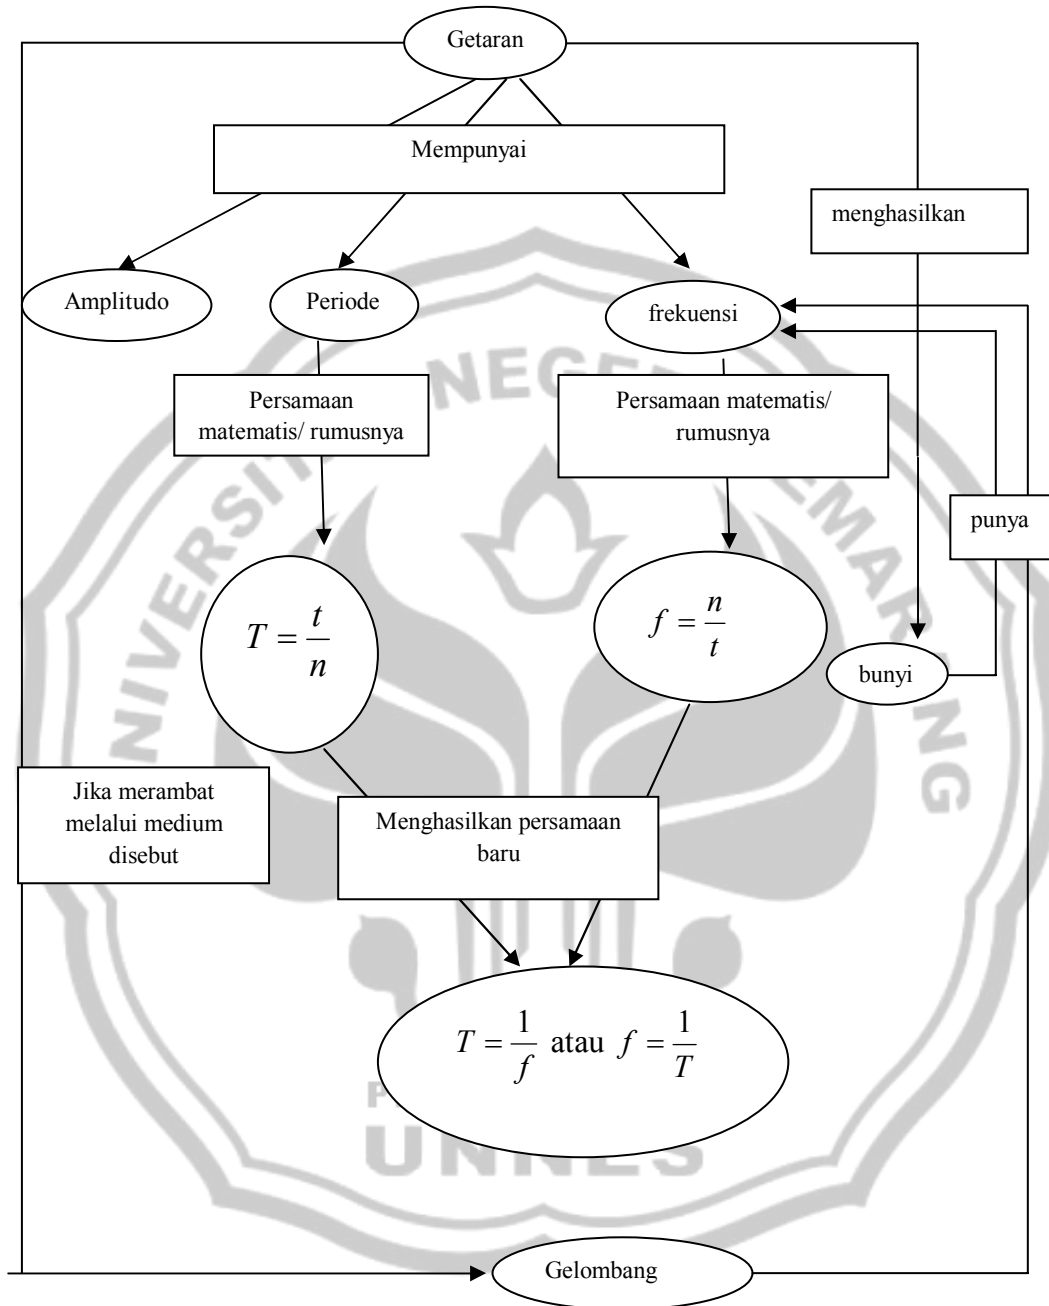 Getaran
Mempunyai
menghasilkan
Amplitudo
Periode
frekuensi
Persamaan
matematis/ rumusnya
Persamaan matematis/
rumusnya
punya
T = t/n
f = n/t
bunyi
Jika merambat
melalui medium
disebut
Menghasilkan persamaan
baru
T = 1/f atau f = 1/T
UNNES
Gelombang